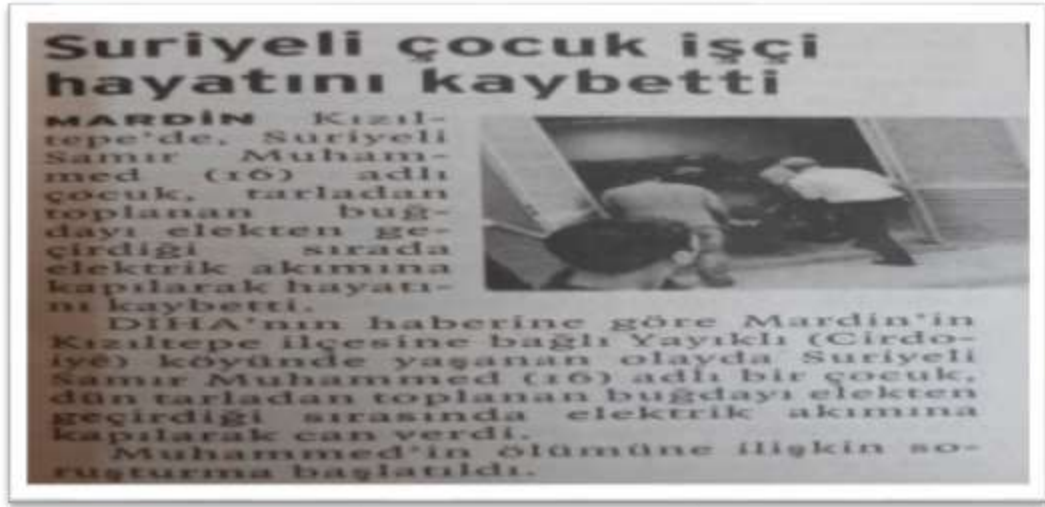 Suriyeli çocuk işçi
hayatını kaybetti
MARDİN Kızıl-
tepe'de, Suriyeli
Samir Muham-
med (16) adlı
çocuk, tarladan
toplanan buğ-
dayı elekten ge-
çirdiği sırada
elektrik akımına
kapılarak hayatı-
nı kaybetti.
DİHA'nın haberine göre Mardin'in
Kızıltepe ilçesine bağlı Yayıklı (Cirdo-
iyê) köyünde yaşanan olayda Suriyeli
Samir Muhammed (16) adlı bir çocuk,
dün tarladan toplanan buğdayı elekten
geçirdiği sırasında elektrik akımına
kapılarak can verdi.
Muhammed'in ölümüne ilişkin so-
ruşturma başlatıldı.